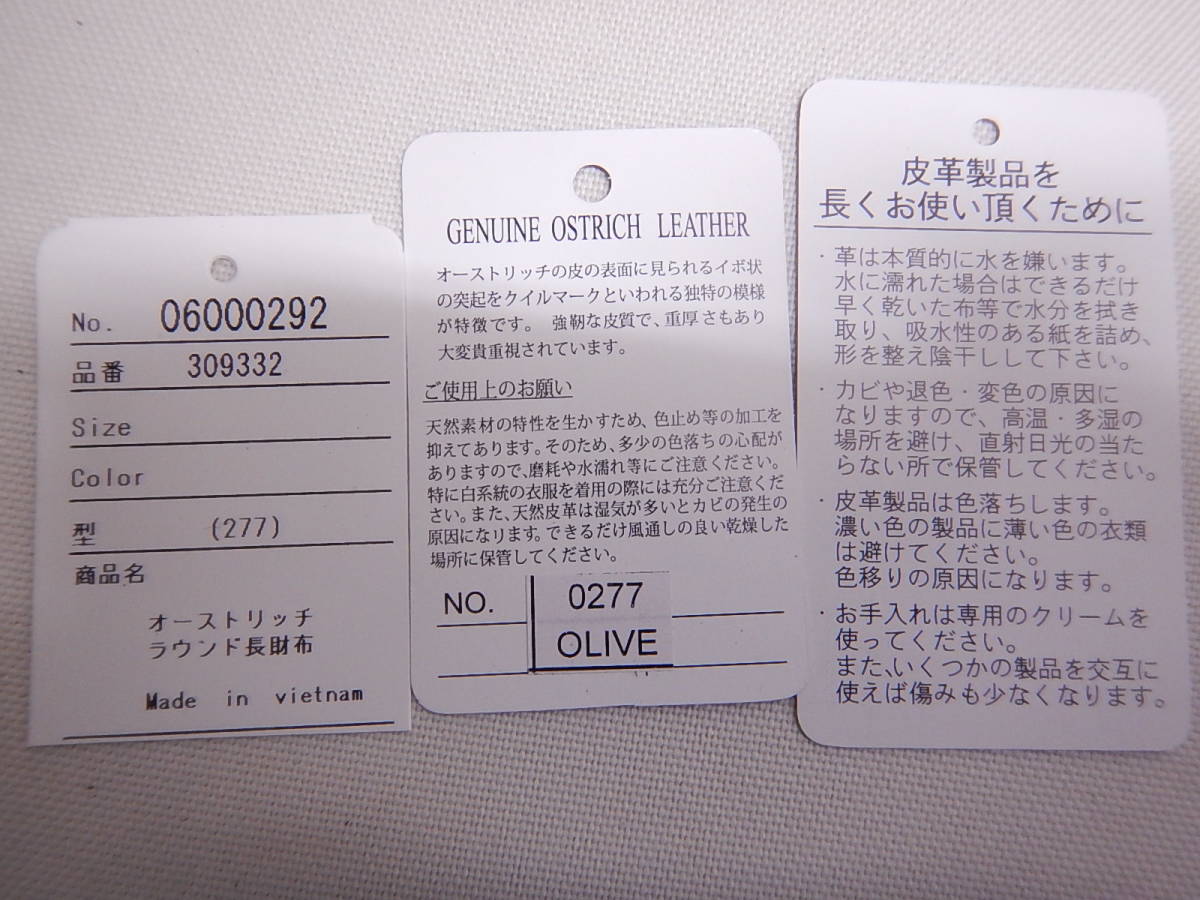 No. 06000292
品番 309332
Size
Color
型 (277)
商品名
オーストリッチ
ラウンド長財布
Made in vietnam
GENUINE OSTRICH LEATHER
オーストリッチの皮の表面に見られるイボ状
の突起をクイルマークといわれる独特の模様
が特徴です。 強靭な皮質で、重厚さもあり
大変貴重視されています。
ご使用上のお願い
天然素材の特性を生かすため、色止め等の加工を
抑えてあります。そのため、多少の色落ちの心配が
ありますので、磨耗や水濡れ等にご注意ください。
特に白系統の衣服を着用の際には充分ご注意くだ
さい。また、天然皮革は湿気が多いとカビの発生の
原因になります。できるだけ風通しの良い乾燥した
場所に保管してください。
NO. 0277
OLIVE
皮革製品を
長くお使い頂くために
・革は本質的に水を嫌います。
水に濡れた場合はできるだけ
早く乾いた布等で水分を拭き
取り、吸水性のある紙を詰め、
形を整え陰干しして下さい。
・カビや退色・変色の原因に
なりますので、高温・多湿の
場所を避け、直射日光の当た
らない所で保管してください。
・皮革製品は色落ちします。
濃い色の製品に薄い色の衣類
は避けてください。
色移りの原因になります。
・お手入れは専用のクリームを
使ってください。
また、いくつかの製品を交互に
使えば傷みも少なくなります。